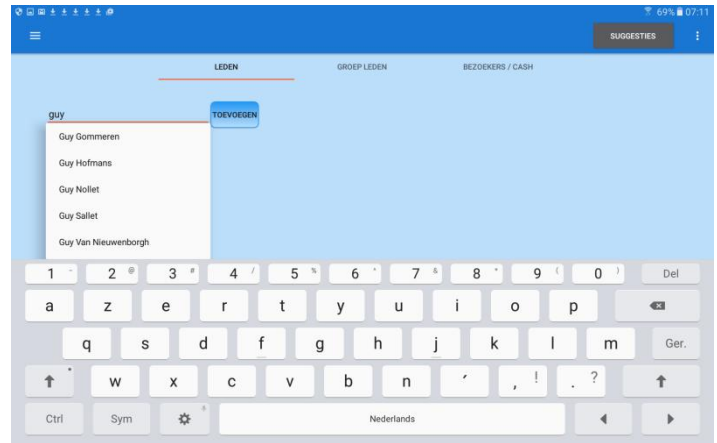 69% 07:11
SUGGESTIES
LEDEN GROEP LEDEN BEZOEKERS / CASH
guy TOEVOEGEN
Guy Gommeren
Guy Hofmans
Guy Nollet
Guy Sallet
Guy Van Nieuwenborgh
1 - 2 @ 3 # 4 / 5 % 6 ' 7 & 8 * 9 ( 0 ) Del
a z e r t y u i o p
q s d f g h j k l m Ger.
w x c v b n ´ , ! . ?
Ctrl Sym Nederlands